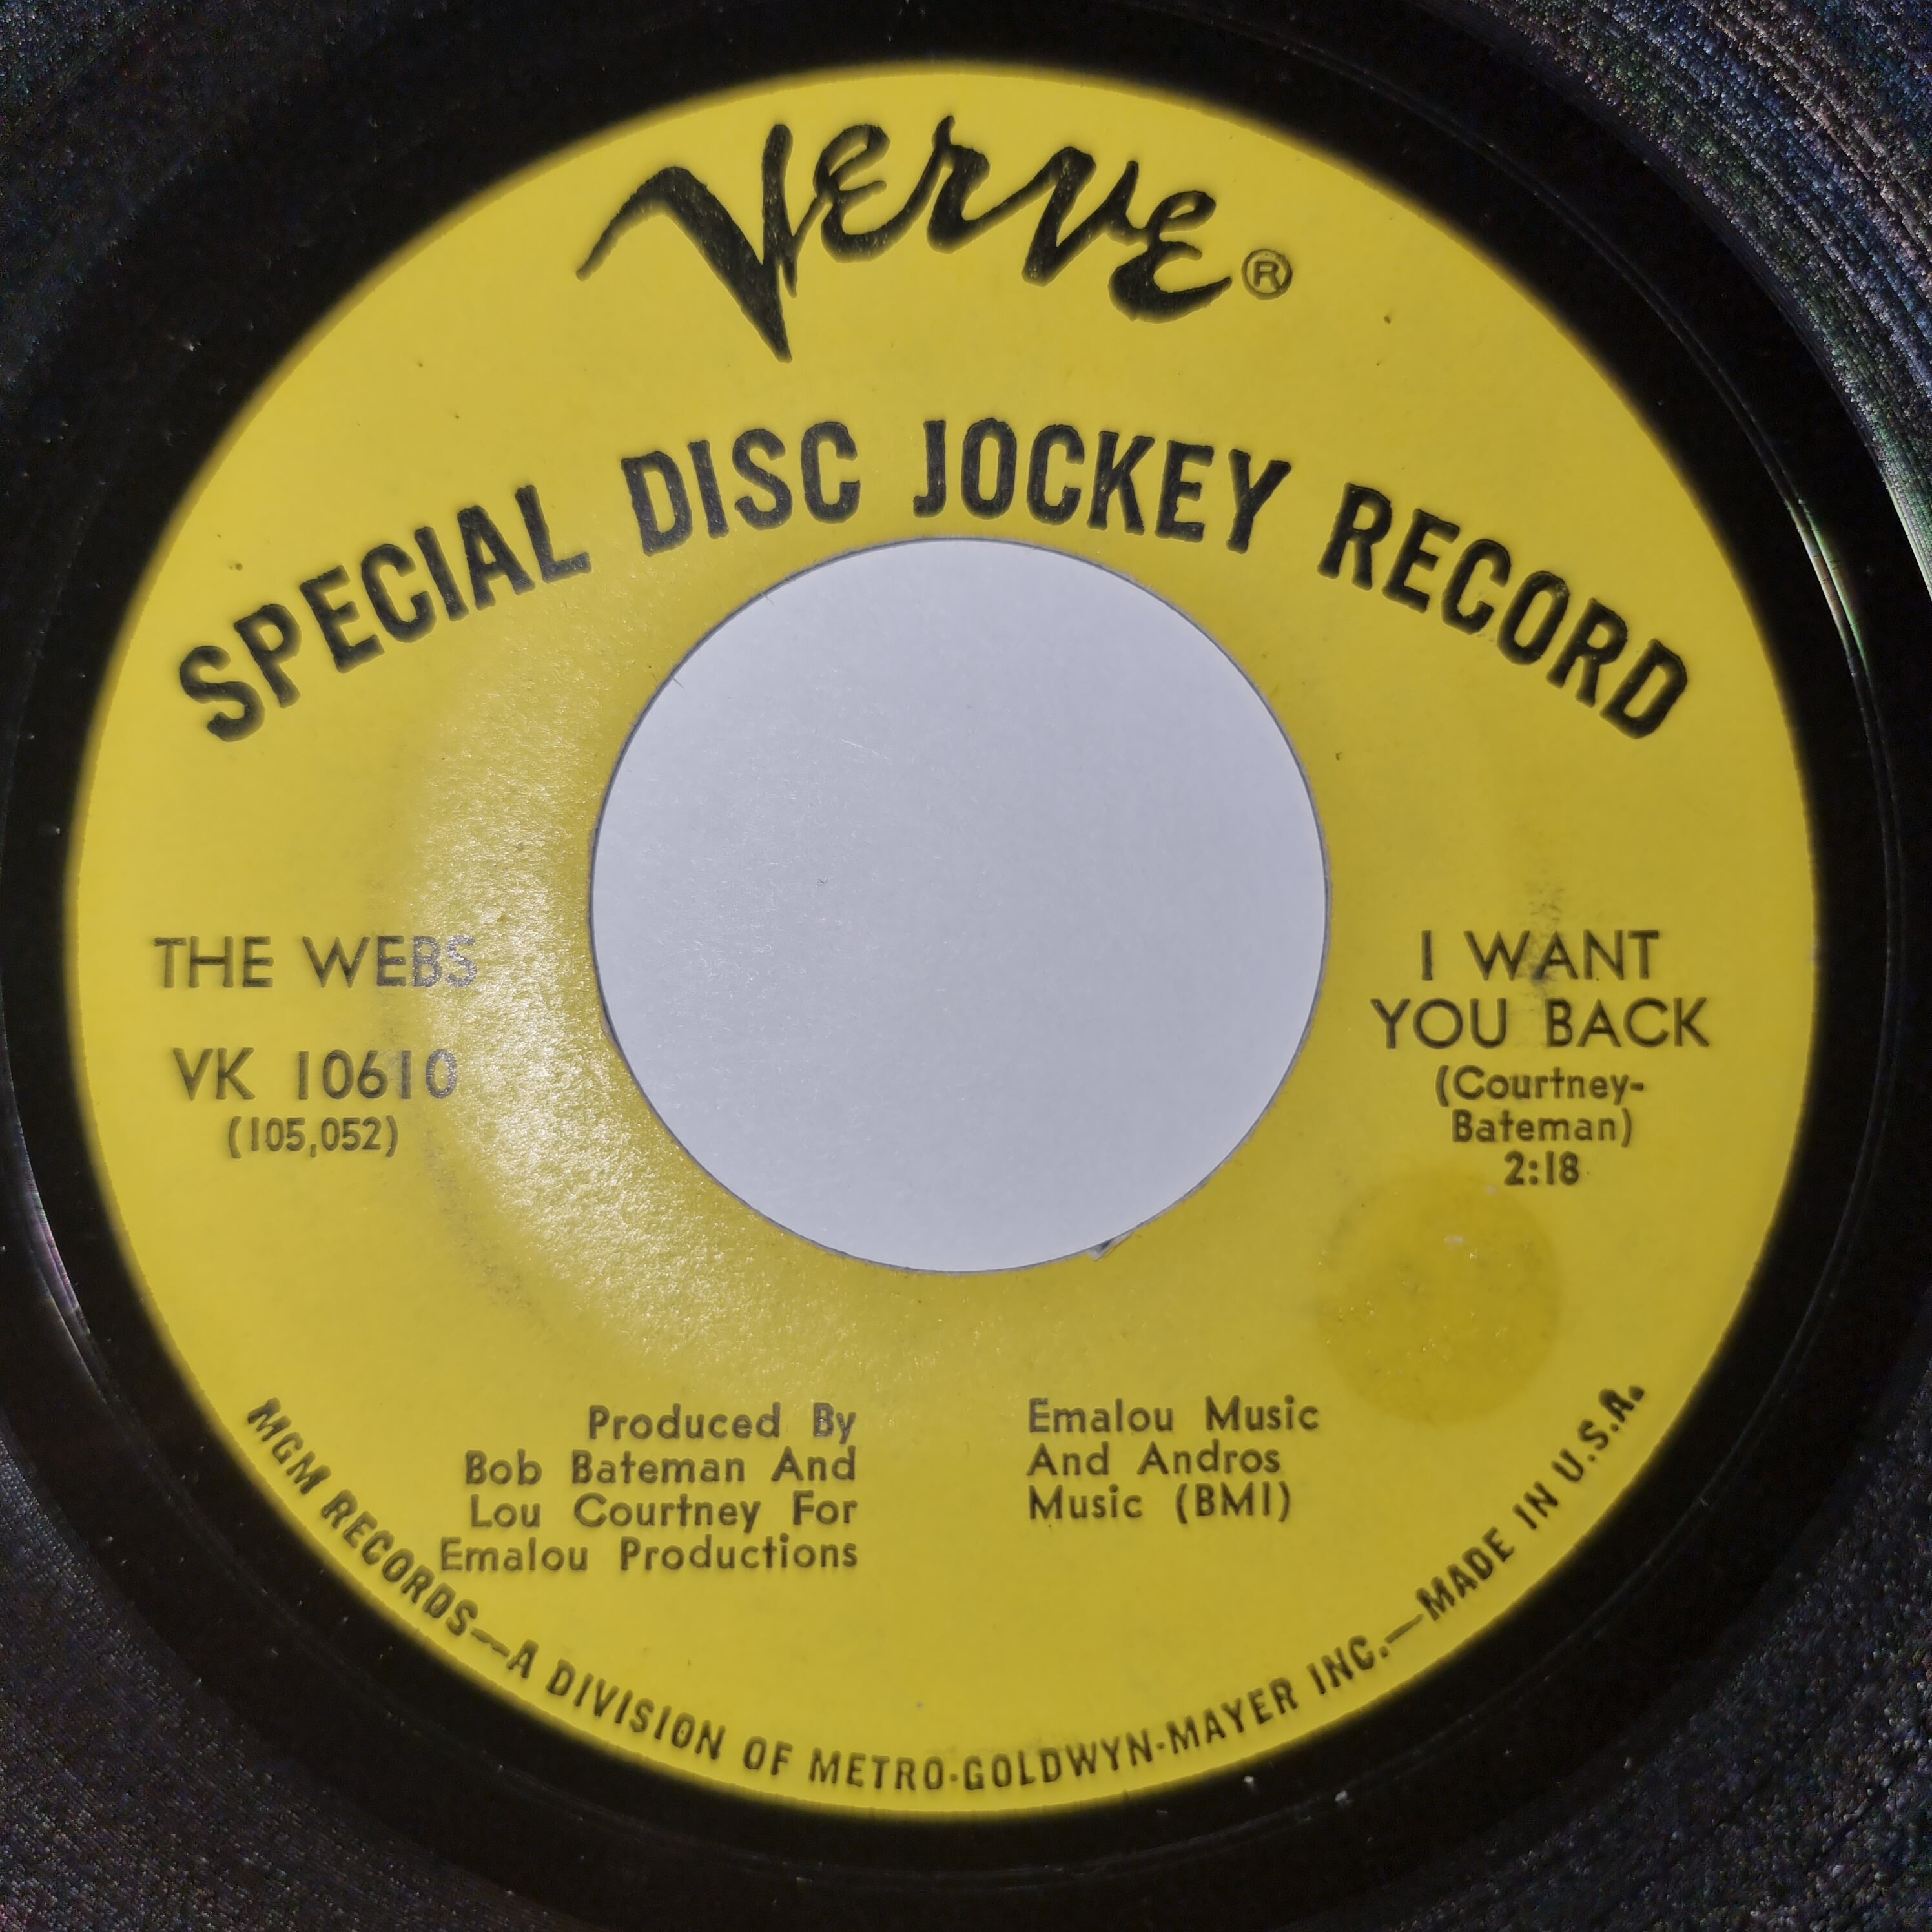 Verve®
SPECIAL DISC JOCKEY RECORD
THE WEBS
VK 10610
(105,052)
I WANT
YOU BACK
(Courtney-
Bateman)
2:18
Produced By
Bob Bateman And
Lou Courtney For
Emalou Productions
Emalou Music
And Andros
Music (BMI)
MGM RECORDS—A DIVISION OF METRO-GOLDWYN-MAYER INC.—MADE IN U.S.A.